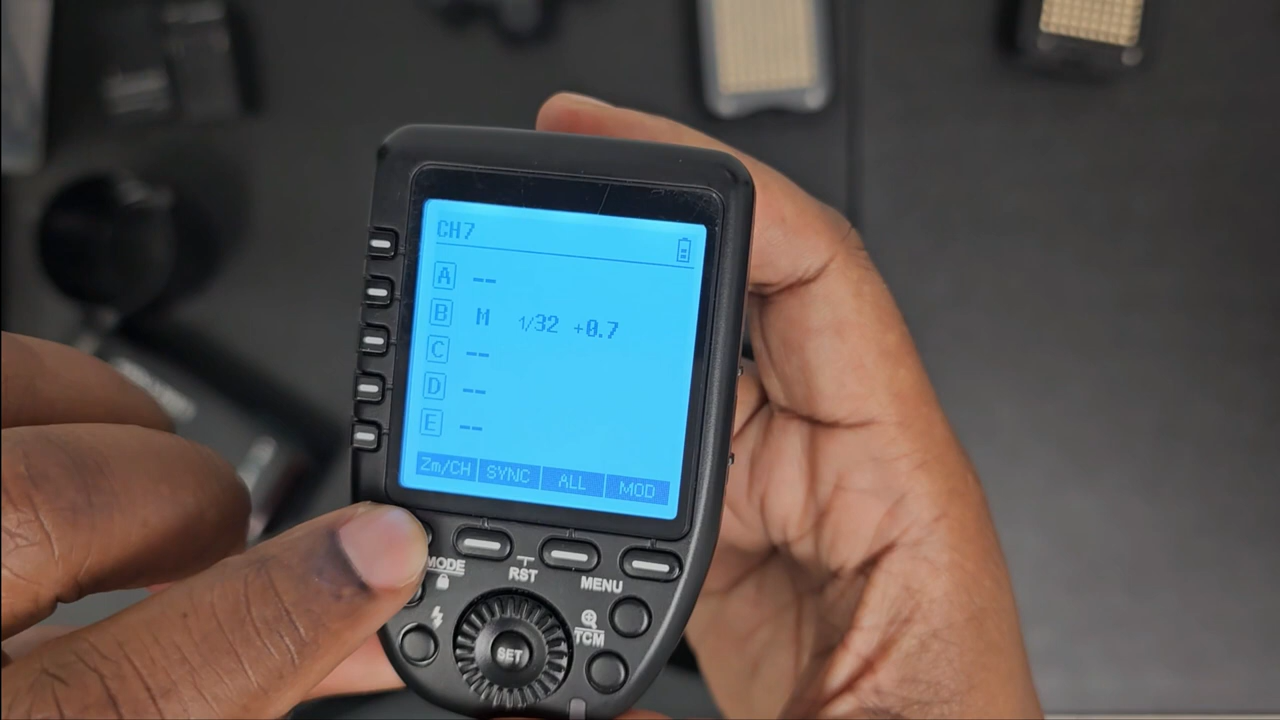 CH7
A --
B M 1/32 +0.7
C --
D --
E --
Zm/CH SYNC ALL MOD
MODE RST MENU
TCM
SET